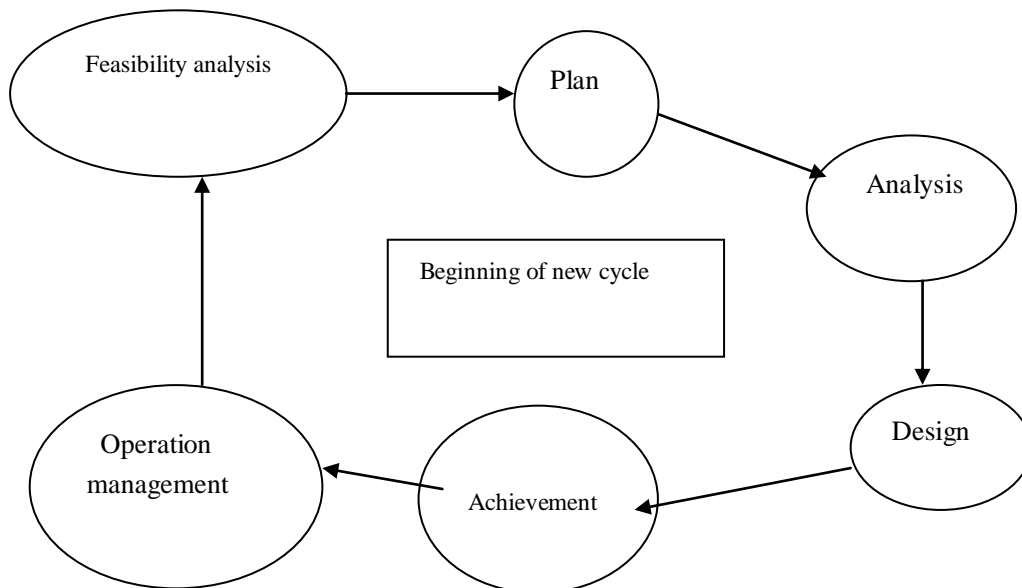 Feasibility analysis
Plan
Analysis
Beginning of new cycle
Design
Operation
management
Achievement